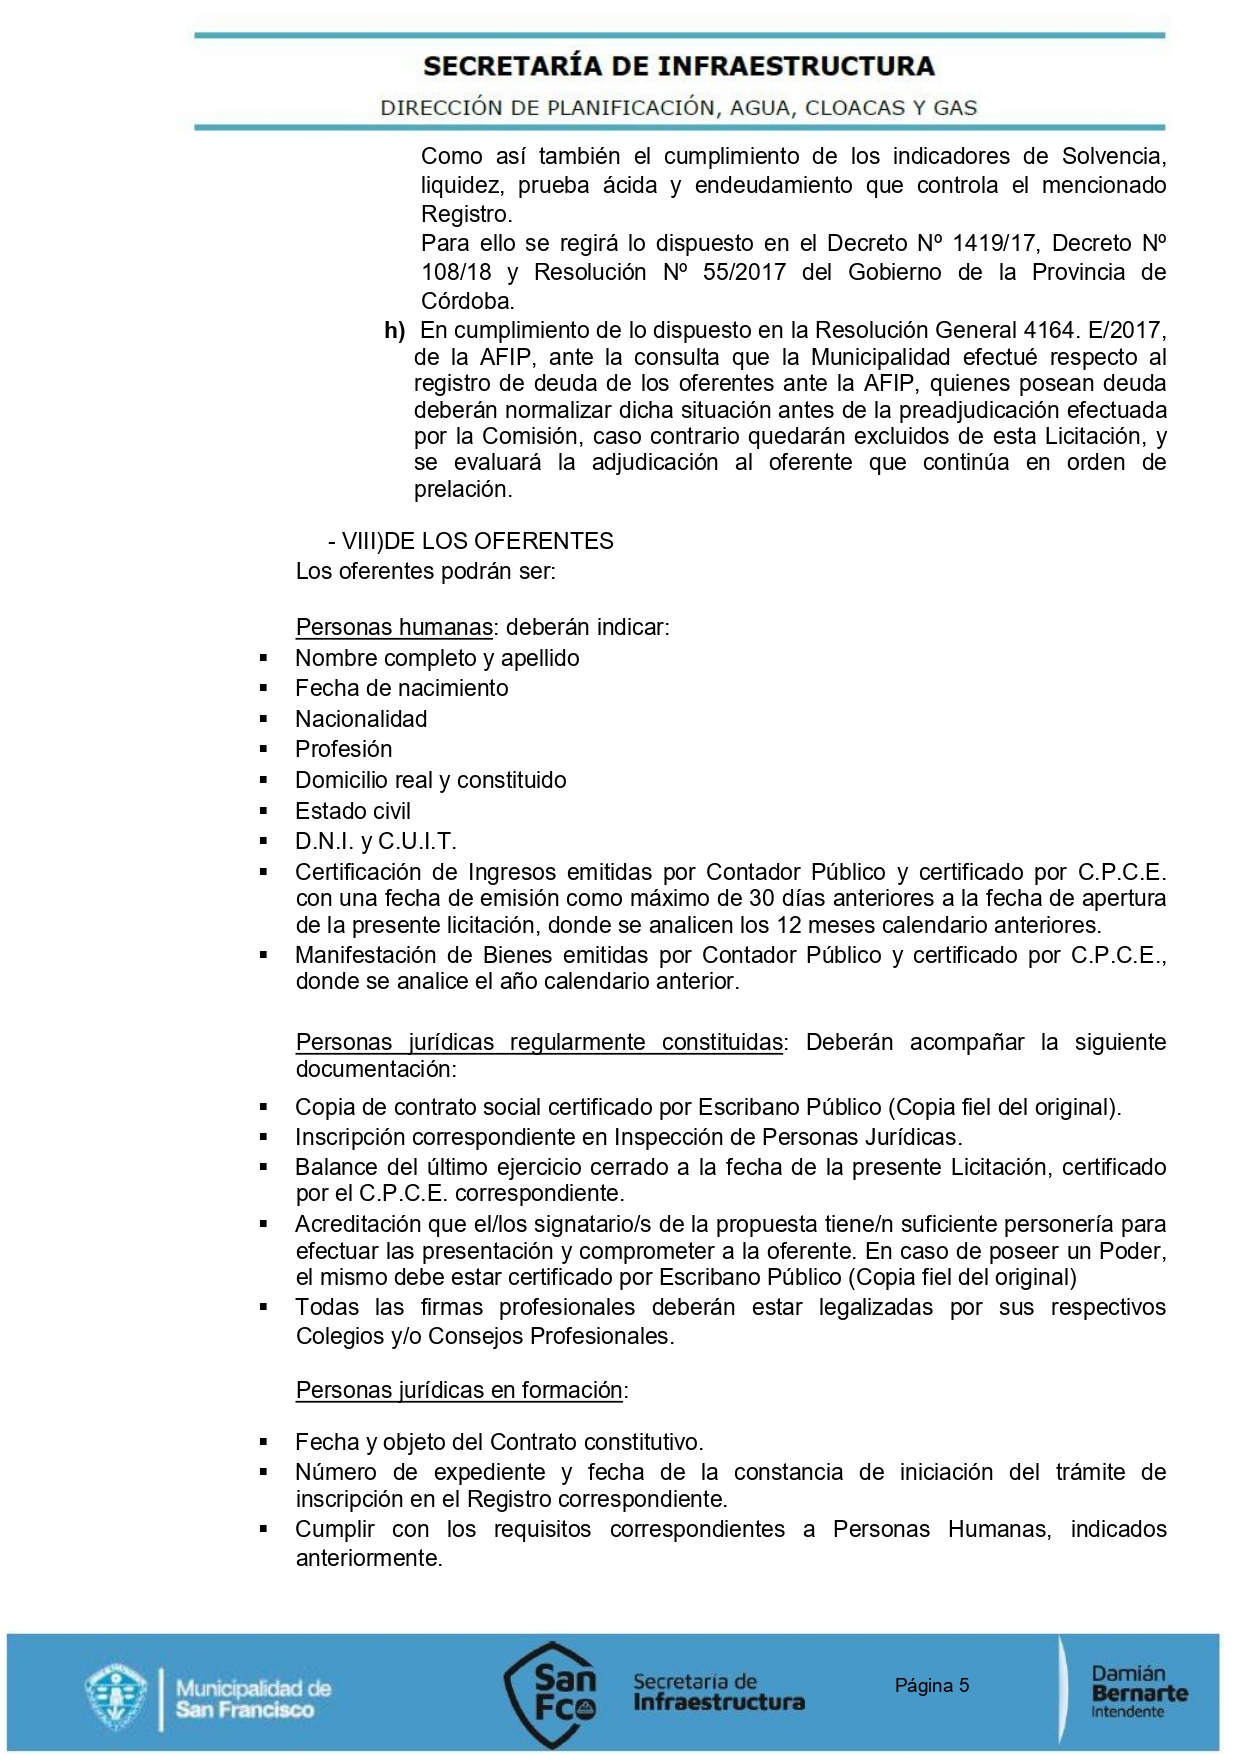 SECRETARÍA DE INFRAESTRUCTURA
DIRECCIÓN DE PLANIFICACIÓN, AGUA, CLOACAS Y GAS
Como así también el cumplimiento de los indicadores de Solvencia,
liquidez, prueba ácida y endeudamiento que controla el mencionado
Registro.
Para ello se regirá lo dispuesto en el Decreto Nº 1419/17, Decreto Nº
108/18 y Resolución Nº 55/2017 del Gobierno de la Provincia de
Córdoba.
h) En cumplimiento de lo dispuesto en la Resolución General 4164. E/2017,
de la AFIP, ante la consulta que la Municipalidad efectué respecto al
registro de deuda de los oferentes ante la AFIP, quienes posean deuda
deberán normalizar dicha situación antes de la preadjudicación efectuada
por la Comisión, caso contrario quedarán excluidos de esta Licitación, y
se evaluará la adjudicación al oferente que continúa en orden de
prelación.
- VIII)DE LOS OFERENTES
Los oferentes podrán ser:
Personas humanas: deberán indicar:
▪ Nombre completo y apellido
▪ Fecha de nacimiento
▪ Nacionalidad
▪ Profesión
▪ Domicilio real y constituido
▪ Estado civil
▪ D.N.I. y C.U.I.T.
▪ Certificación de Ingresos emitidas por Contador Público y certificado por C.P.C.E.
con una fecha de emisión como máximo de 30 días anteriores a la fecha de apertura
de la presente licitación, donde se analicen los 12 meses calendario anteriores.
▪ Manifestación de Bienes emitidas por Contador Público y certificado por C.P.C.E.,
donde se analice el año calendario anterior.
Personas jurídicas regularmente constituidas: Deberán acompañar la siguiente
documentación:
▪ Copia de contrato social certificado por Escribano Público (Copia fiel del original).
▪ Inscripción correspondiente en Inspección de Personas Jurídicas.
▪ Balance del último ejercicio cerrado a la fecha de la presente Licitación, certificado
por el C.P.C.E. correspondiente.
▪ Acreditación que el/los signatario/s de la propuesta tiene/n suficiente personería para
efectuar las presentación y comprometer a la oferente. En caso de poseer un Poder,
el mismo debe estar certificado por Escribano Público (Copia fiel del original)
▪ Todas las firmas profesionales deberán estar legalizadas por sus respectivos
Colegios y/o Consejos Profesionales.
Personas jurídicas en formación:
▪ Fecha y objeto del Contrato constitutivo.
▪ Número de expediente y fecha de la constancia de iniciación del trámite de
inscripción en el Registro correspondiente.
▪ Cumplir con los requisitos correspondientes a Personas Humanas, indicados
anteriormente.
Municipalidad de
San Francisco
San
Fco
Secretaría de
Infraestructura
Página 5
Damián
Bernarte
Intendente